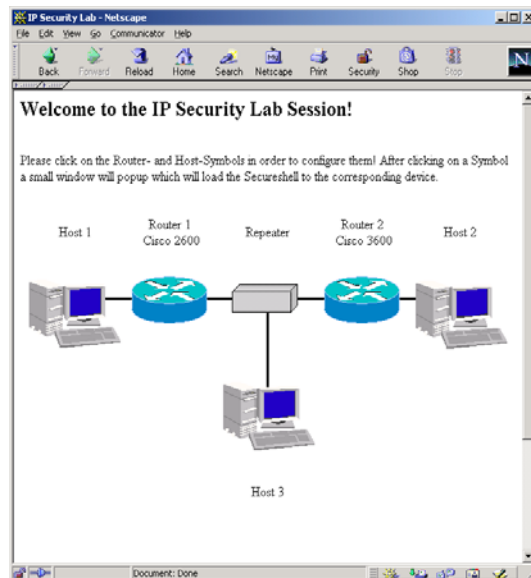 IP Security Lab - Netscape
File Edit View Go Communicator Help
Back Forward Reload Home Search Netscape Print Security Shop Stop
N
Welcome to the IP Security Lab Session!
Please click on the Router- and Host-Symbols in order to configure them! After clicking on a Symbol
a small window will popup which will load the Secureshell to the corresponding device.
Host 1
Router 1
Cisco 2600
Repeater
Router 2
Cisco 3600
Host 2
Host 3
Document: Done